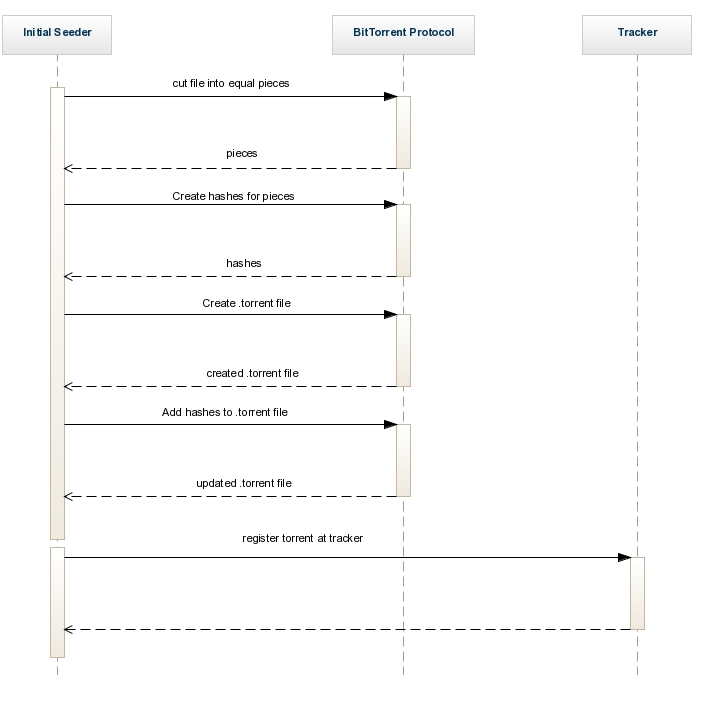 Initial Seeder
BitTorrent Protocol
Tracker
cut file into equal pieces
pieces
Create hashes for pieces
hashes
Create .torrent file
created .torrent file
Add hashes to .torrent file
updated .torrent file
register torrent at tracker